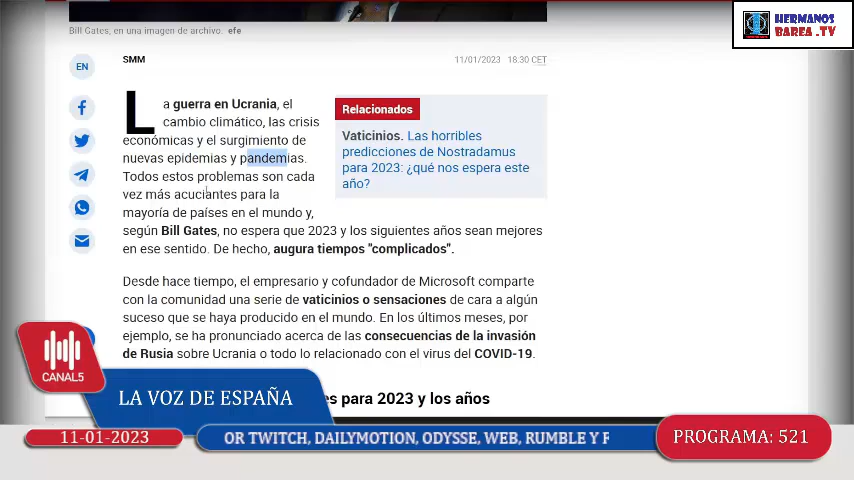 HERMANOS
BAREA .TV
Bill Gates, en una imagen de archivo. efe
EN
SMM
11/01/2023 18:30 CET
La guerra en Ucrania, el
cambio climático, las crisis
económicas y el surgimiento de
nuevas epidemias y pandemias.
Todos estos problemas son cada
vez más acuciantes para la
mayoría de países en el mundo y,
según Bill Gates, no espera que 2023 y los siguientes años sean mejores
en ese sentido. De hecho, augura tiempos "complicados".
Relacionados
Vaticinios. Las horribles
predicciones de Nostradamus
para 2023: ¿qué nos espera este
año?
Desde hace tiempo, el empresario y cofundador de Microsoft comparte
con la comunidad una serie de vaticinios o sensaciones de cara a algún
suceso que se haya producido en el mundo. En los últimos meses, por
ejemplo, se ha pronunciado acerca de las consecuencias de la invasión
de Rusia sobre Ucrania o todo lo relacionado con el virus del COVID-19.
es para 2023 y los años
CANAL5
LA VOZ DE ESPAÑA
11-01-2023
OR TWITCH, DAILYMOTION, ODYSSE, WEB, RUMBLE Y F
PROGRAMA: 521